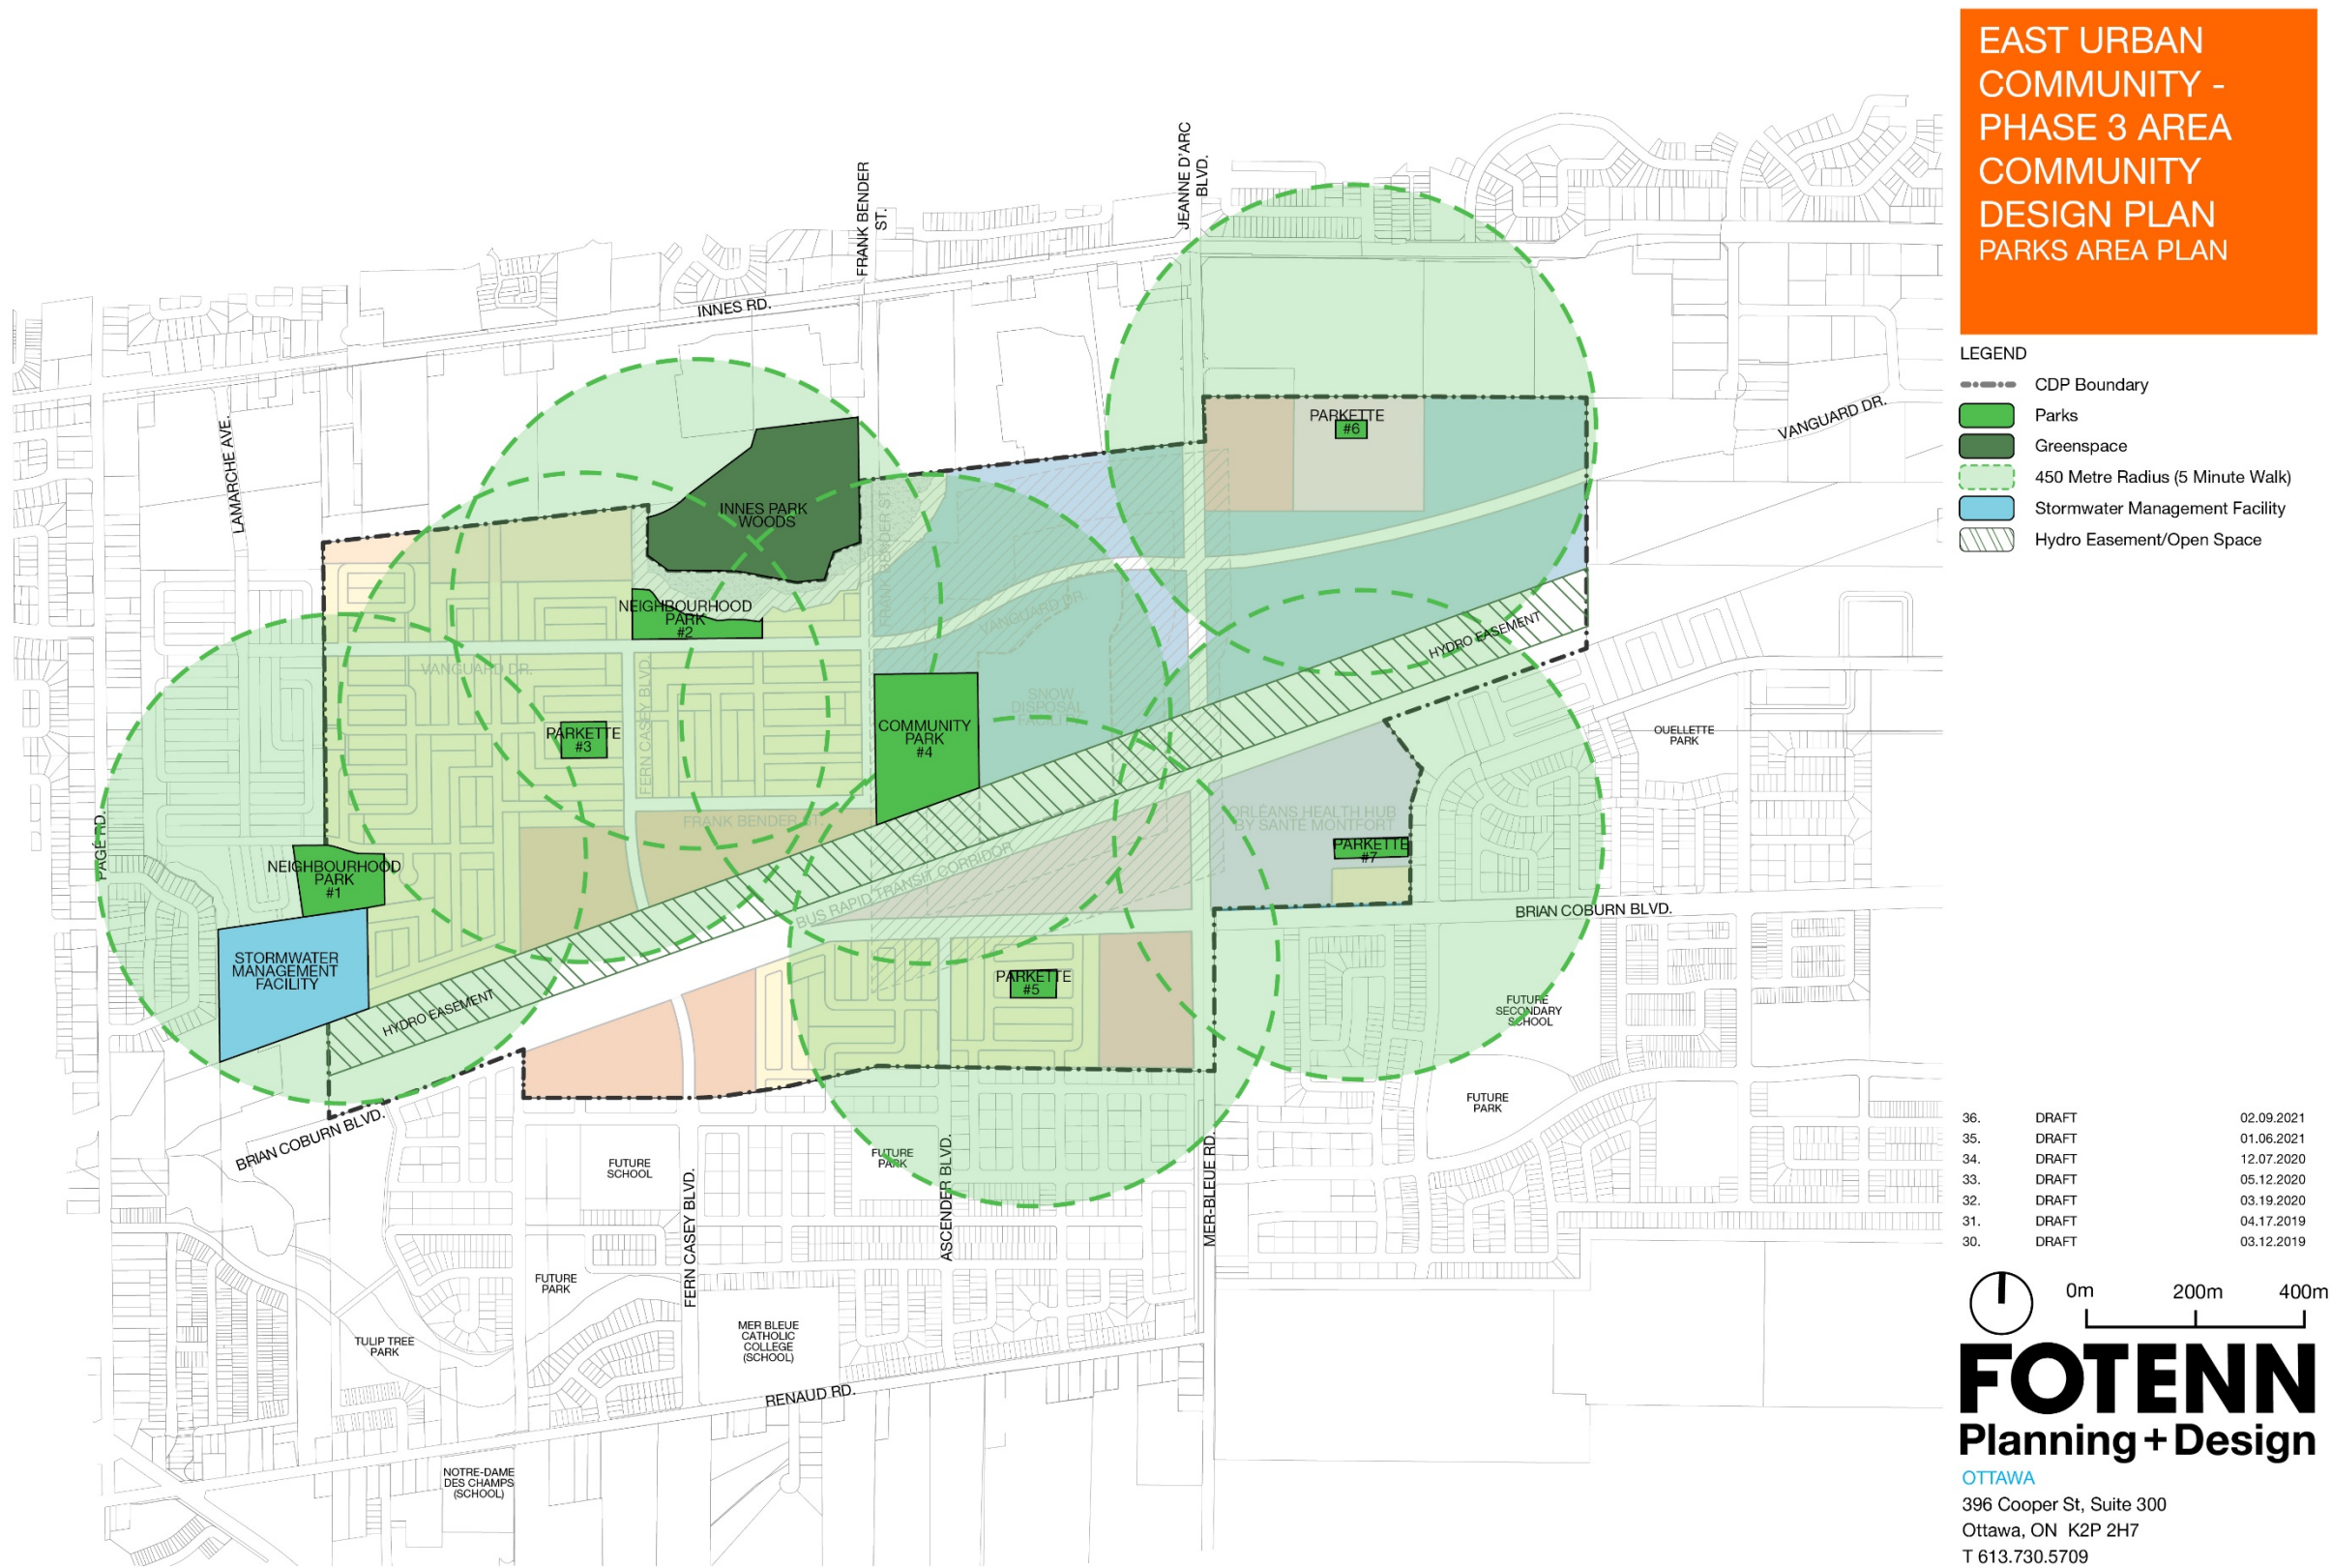 EAST URBAN
COMMUNITY -
PHASE 3 AREA
COMMUNITY
DESIGN PLAN
PARKS AREA PLAN
LEGEND
CDP Boundary
Parks
Greenspace
450 Metre Radius (5 Minute Walk)
Stormwater Management Facility
Hydro Easement/Open Space
FRANK BENDER
ST.
JEANNE D'ARC
BLVD.
INNES RD.
LAMARCHE AVE.
VANGUARD DR.
PARKETTE
#6
INNES PARK
WOODS
FRANK BENDER ST.
NEIGHBOURHOOD
PARK
#2
VANGUARD DR.
VANGUARD DR.
HYDRO EASEMENT
FERN CASEY BLVD.
PARKETTE
#3
COMMUNITY
PARK
#4
SNOW
DISPOSAL
FACILITY
OUELLETTE
PARK
FRANK BENDER ST.
ORLÉANS HEALTH HUB
BY SANTÉ MONTFORT
PARKETTE
#7
PAGÉ RD.
NEIGHBOURHOOD
PARK
#1
BUS RAPID TRANSIT CORRIDOR
BRIAN COBURN BLVD.
STORMWATER
MANAGEMENT
FACILITY
HYDRO EASEMENT
PARKETTE
#5
FUTURE
SECONDARY
SCHOOL
FUTURE
PARK
BRIAN COBURN BLVD.
FUTURE
SCHOOL
FUTURE
PARK
FERN CASEY BLVD.
ASCENDER BLVD.
MER-BLEUE RD.
FUTURE
PARK
TULIP TREE
PARK
MER BLEUE
CATHOLIC
COLLEGE
(SCHOOL)
RENAUD RD.
NOTRE-DAME
DES CHAMPS
(SCHOOL)
36. DRAFT 02.09.2021
35. DRAFT 01.06.2021
34. DRAFT 12.07.2020
33. DRAFT 05.12.2020
32. DRAFT 03.19.2020
31. DRAFT 04.17.2019
30. DRAFT 03.12.2019
0m 200m 400m
FOTENN
Planning + Design
OTTAWA
396 Cooper St, Suite 300
Ottawa, ON K2P 2H7
T 613.730.5709